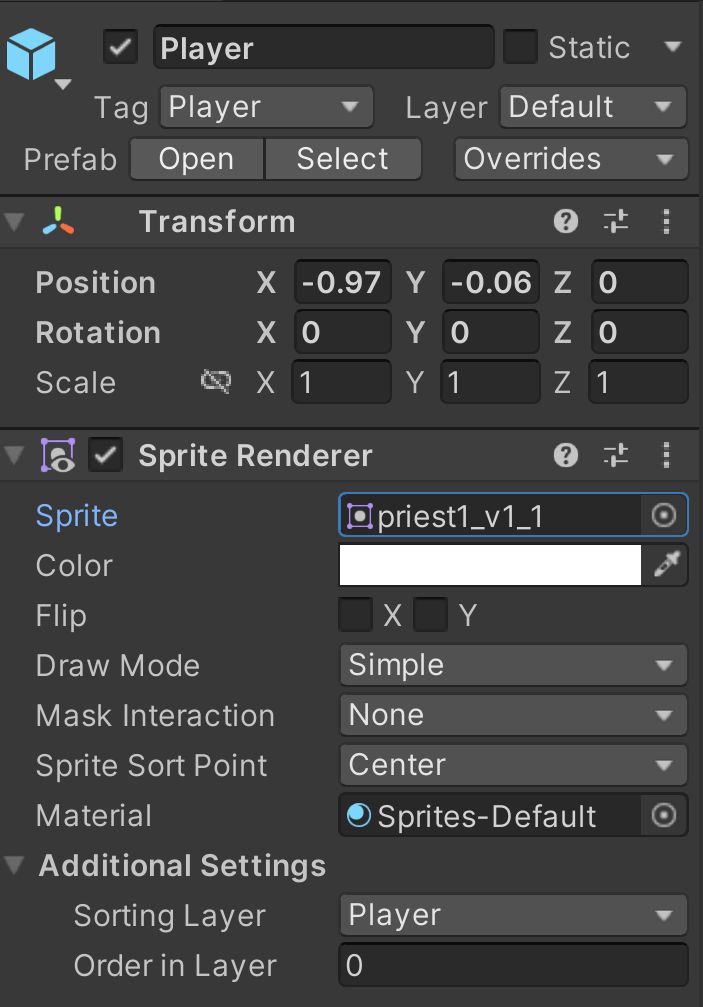 Player Static
Tag Player Layer Default
Prefab Open Select Overrides
Transform
Position X -0.97 Y -0.06 Z 0
Rotation X 0 Y 0 Z 0
Scale X 1 Y 1 Z 1
Sprite Renderer
Sprite priest1_v1_1
Color
Flip X Y
Draw Mode Simple
Mask Interaction None
Sprite Sort Point Center
Material Sprites-Default
Additional Settings
Sorting Layer Player
Order in Layer 0